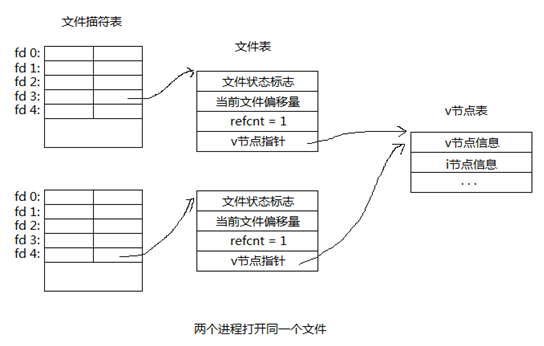 文件描符表
fd 0:
fd 1:
fd 2:
fd 3:
fd 4:
文件表
文件状态标志
当前文件偏移量
refcnt = 1
v节点指针
v节点表
v节点信息
i节点信息
...
fd 0:
fd 1:
fd 2:
fd 3:
fd 4:
文件状态标志
当前文件偏移量
refcnt = 1
v节点指针
两个进程打开同一个文件